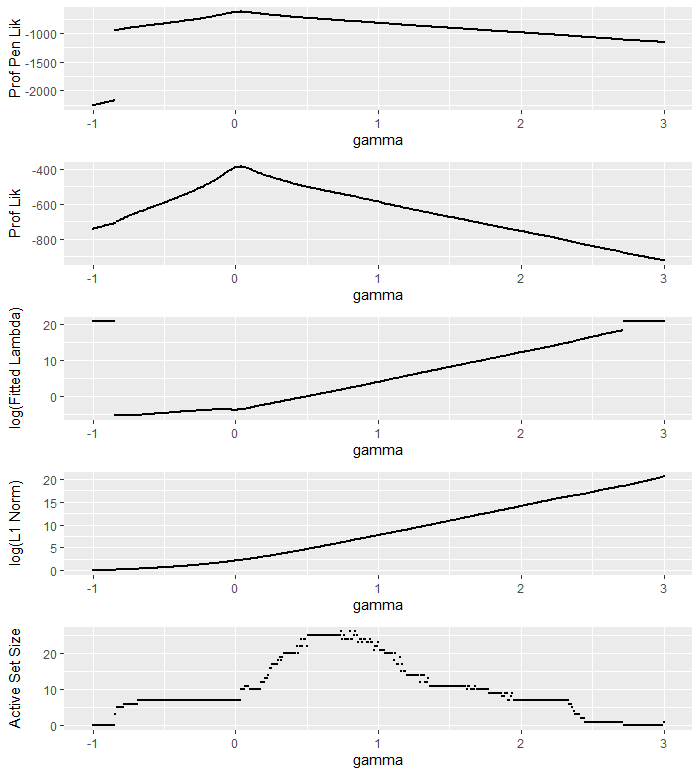 Prof Pen Lik
-1000
-1500
-2000
-1 0 1 2 3
gamma
Prof Lik
-400
-600
-800
-1 0 1 2 3
gamma
log(Fitted Lambda)
20
10
0
-1 0 1 2 3
gamma
log(L1 Norm)
20
15
10
5
0
-1 0 1 2 3
gamma
Active Set Size
20
10
0
-1 0 1 2 3
gamma